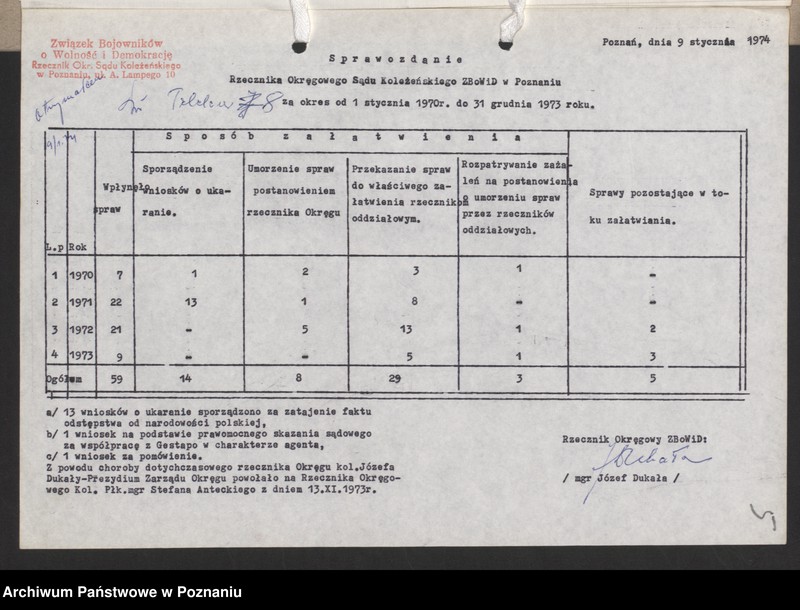 Związek Bojowników
o Wolność i Demokrację
Rzecznik Okr. Sądu Koleżeńskiego
w Poznaniu, ul. A. Lampego 10
Poznań, dnia 9 stycznia 1974
Sprawozdanie
Rzecznika Okręgowego Sądu Koleżeńskiego ZBoWiD w Poznaniu
za okres od 1 stycznia 1970r. do 31 grudnia 1973 roku.
L.p Rok Wpłynęło spraw Sposób załatwienia
Sporządzenie wniosków o uka-ranie.
Umorzenie spraw postanowieniem rzecznika Okręgu
Przekazanie spraw do właściwego za-łatwienia rzecznikom oddziałowym.
Rozpatrywanie zaża-leń na postanowienia o umorzeniu spraw przez rzeczników oddziałowych.
Sprawy pozostające w to-ku załatwiania.
1 1970 7 1 2 3 1 -
2 1971 22 13 1 8 - -
3 1972 21 - 5 13 1 2
4 1973 9 - - 5 1 3
Ogółem 59 14 8 29 3 5
a/ 13 wniosków o ukaranie sporządzono za zatajenie faktu
odstępstwa od narodowości polskiej,
b/ 1 wniosek na podstawie prawomocnego skazania sądowego
za współpracę z Gestapo w charakterze agenta,
c/ 1 wniosek za pomówienie.
Z powodu choroby dotychczasowego rzecznika Okręgu kol.Józefa
Dukały-Prezydium Zarządu Okręgu powołało na Rzecznika Okręgo-
wego Kol. Płk.mgr Stefana Anteckiego z dniem 13.XI.1973r.
Rzecznik Okręgowy ZBoWiD:
/ mgr Józef Dukała /
Archiwum Państwowe w Poznaniu